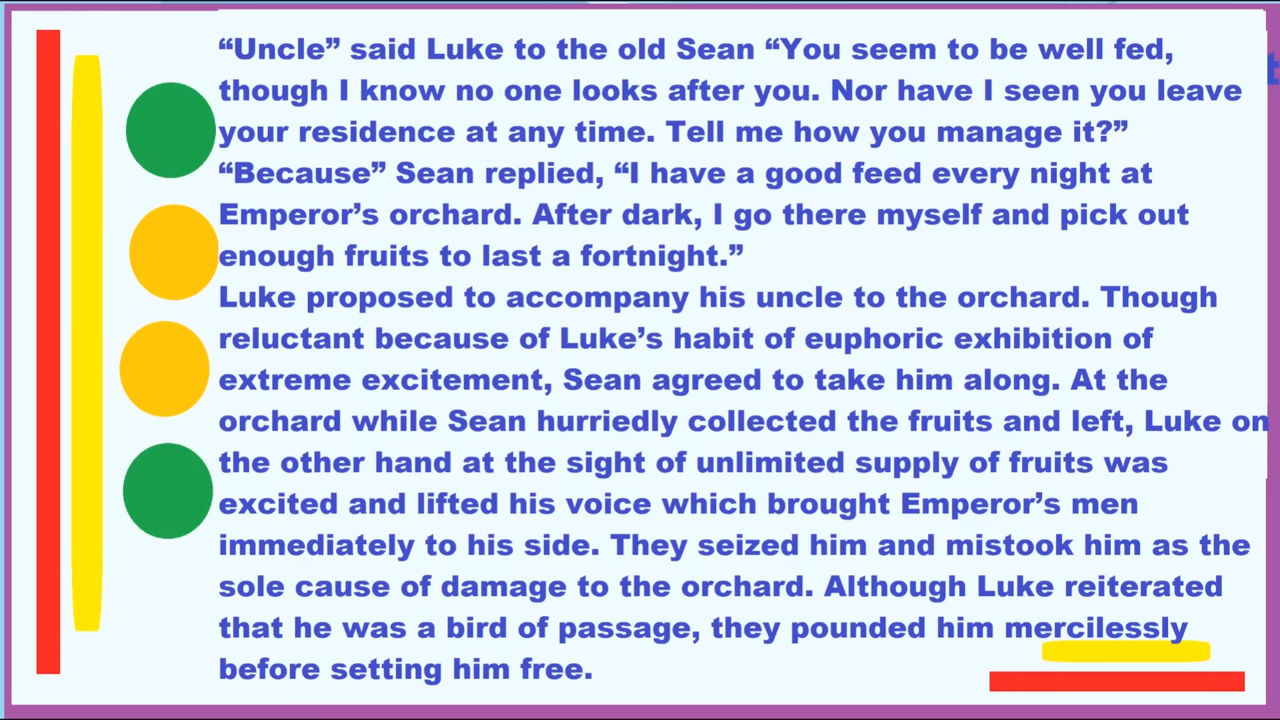 “Uncle” said Luke to the old Sean “You seem to be well fed,
though I know no one looks after you. Nor have I seen you leave
your residence at any time. Tell me how you manage it?”
“Because” Sean replied, “I have a good feed every night at
Emperor’s orchard. After dark, I go there myself and pick out
enough fruits to last a fortnight.”
Luke proposed to accompany his uncle to the orchard. Though
reluctant because of Luke’s habit of euphoric exhibition of
extreme excitement, Sean agreed to take him along. At the
orchard while Sean hurriedly collected the fruits and left, Luke on
the other hand at the sight of unlimited supply of fruits was
excited and lifted his voice which brought Emperor’s men
immediately to his side. They seized him and mistook him as the
sole cause of damage to the orchard. Although Luke reiterated
that he was a bird of passage, they pounded him mercilessly
before setting him free.